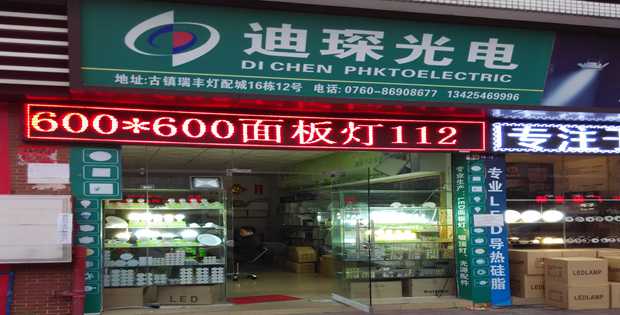 迪琛光电
DI CHEN PHKTOELECTRIC
地址:古镇瑞丰灯配城16栋12号 电话: 0760-86908677 13425469996
600*600面板灯112
专注
专业LED导热硅脂
LED
LEDLAMP
LEDLAMP